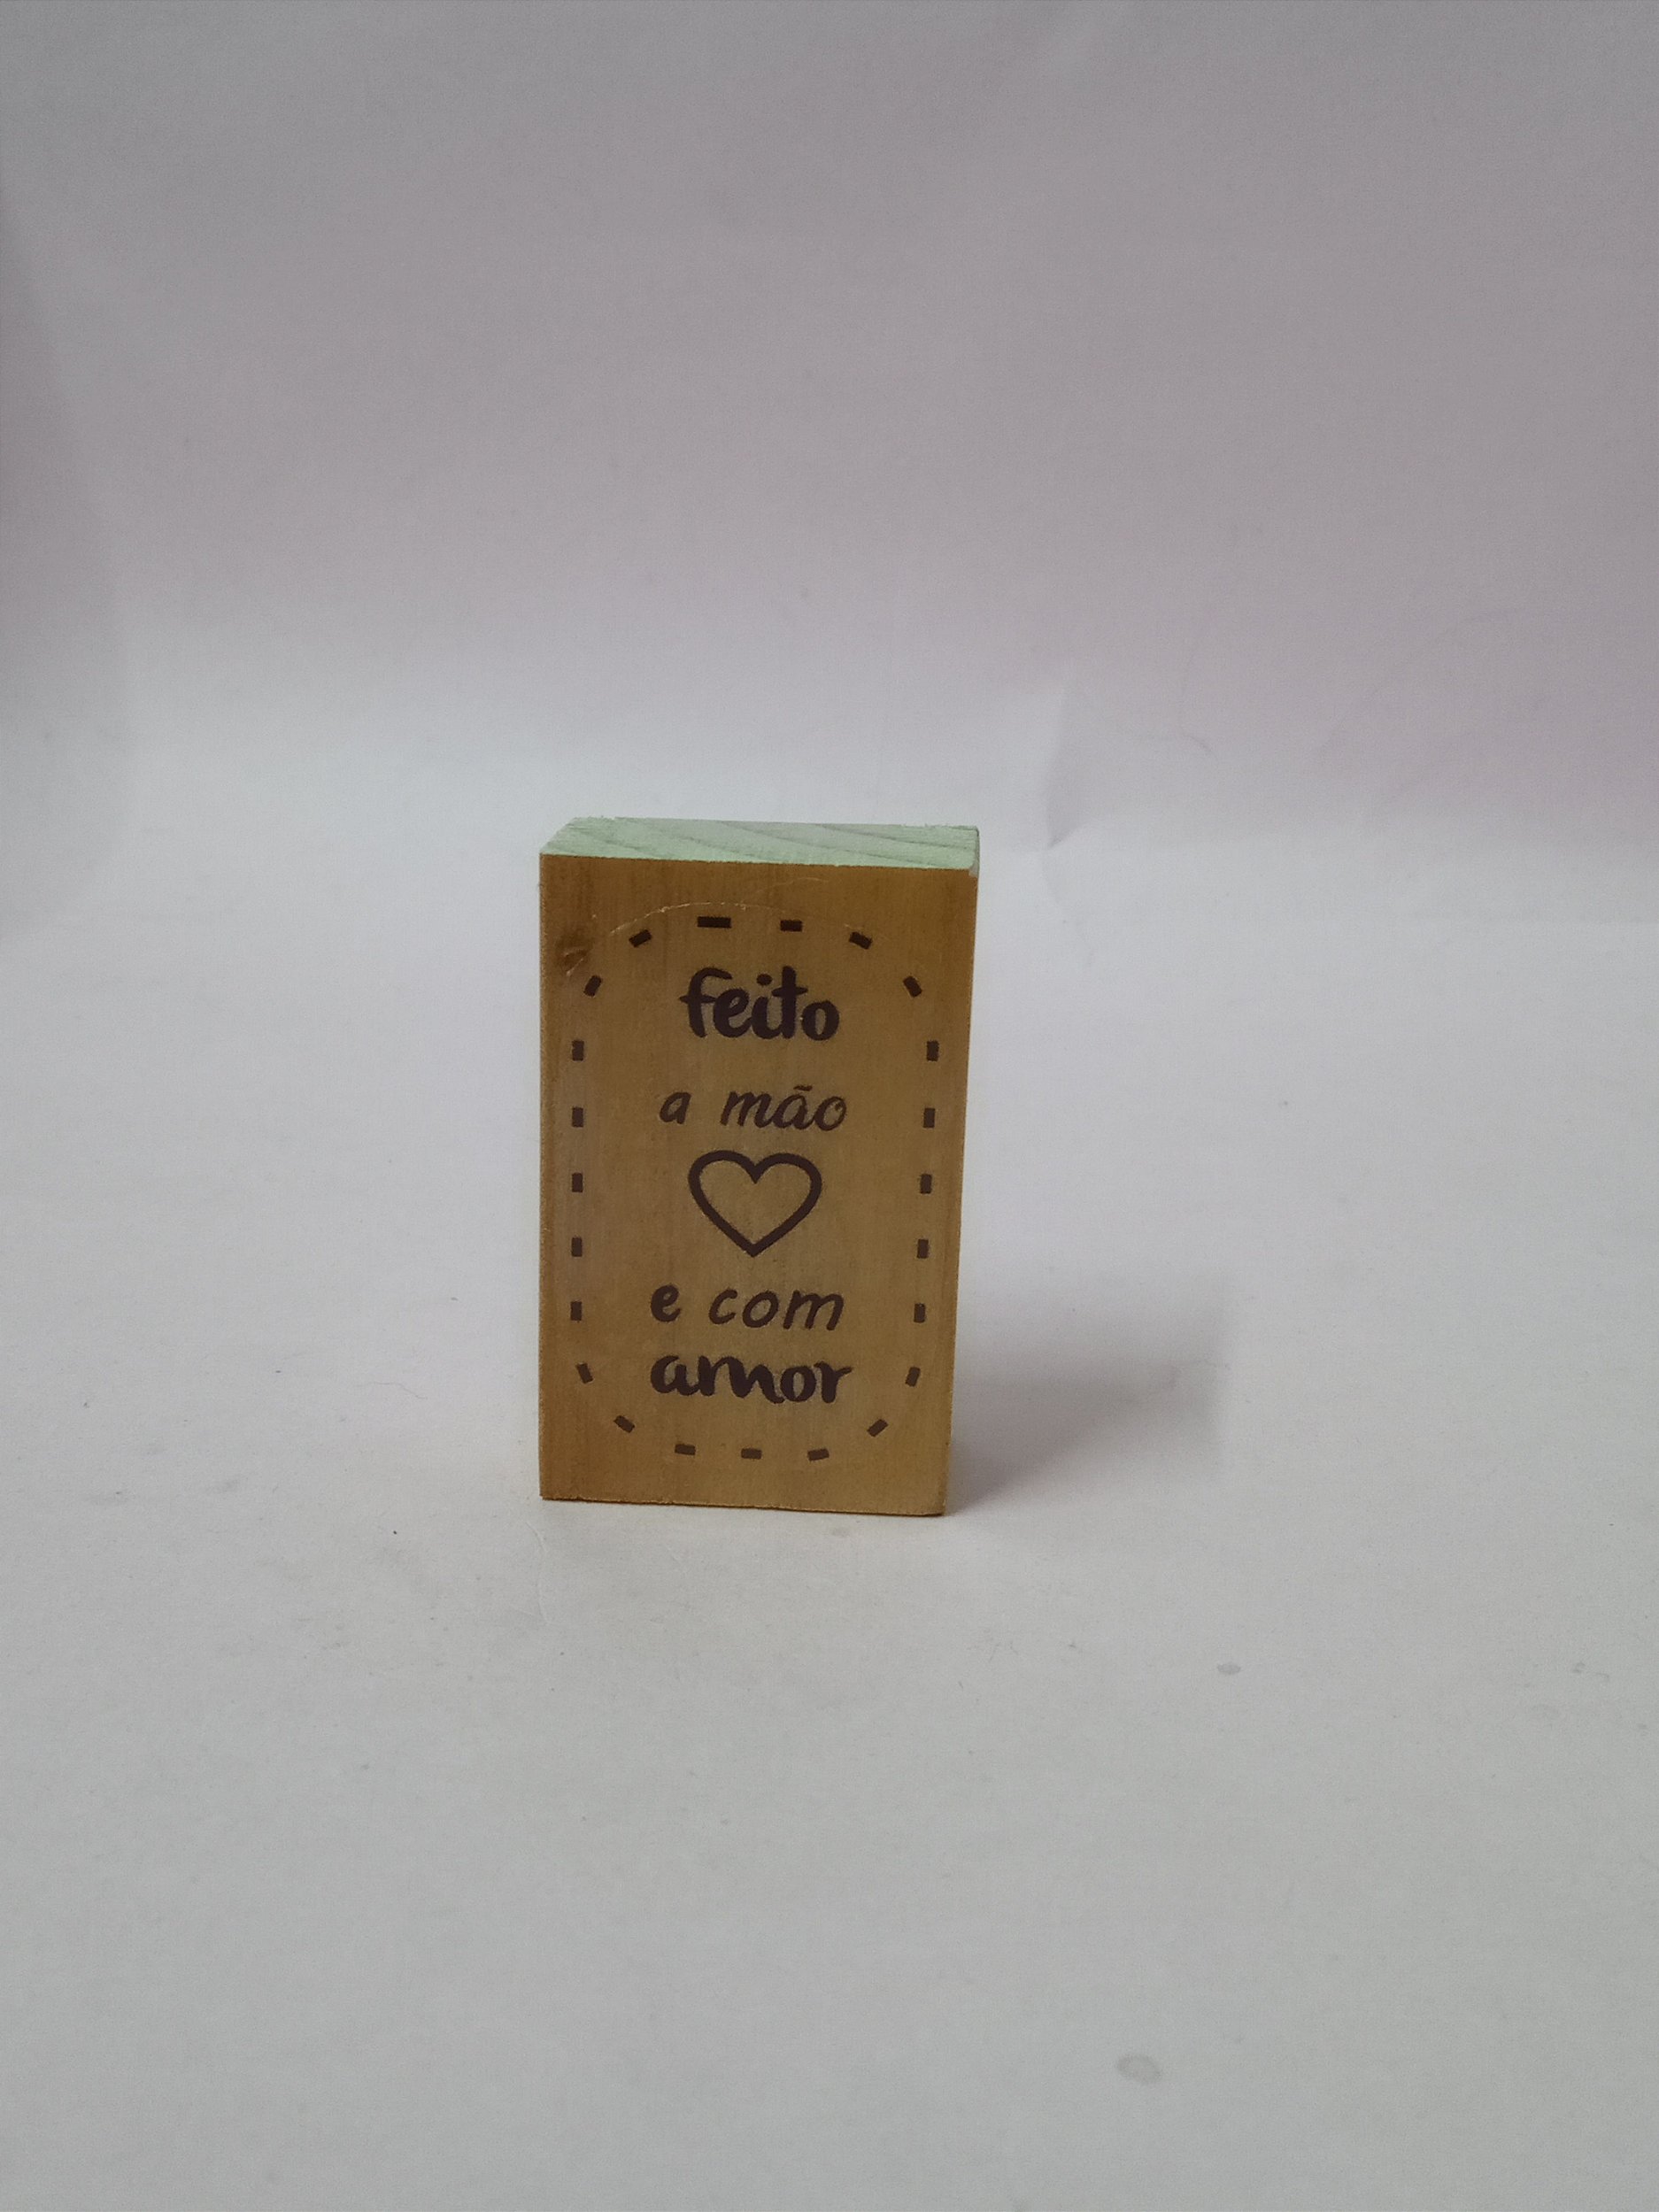 feito
a mão
e com
amor